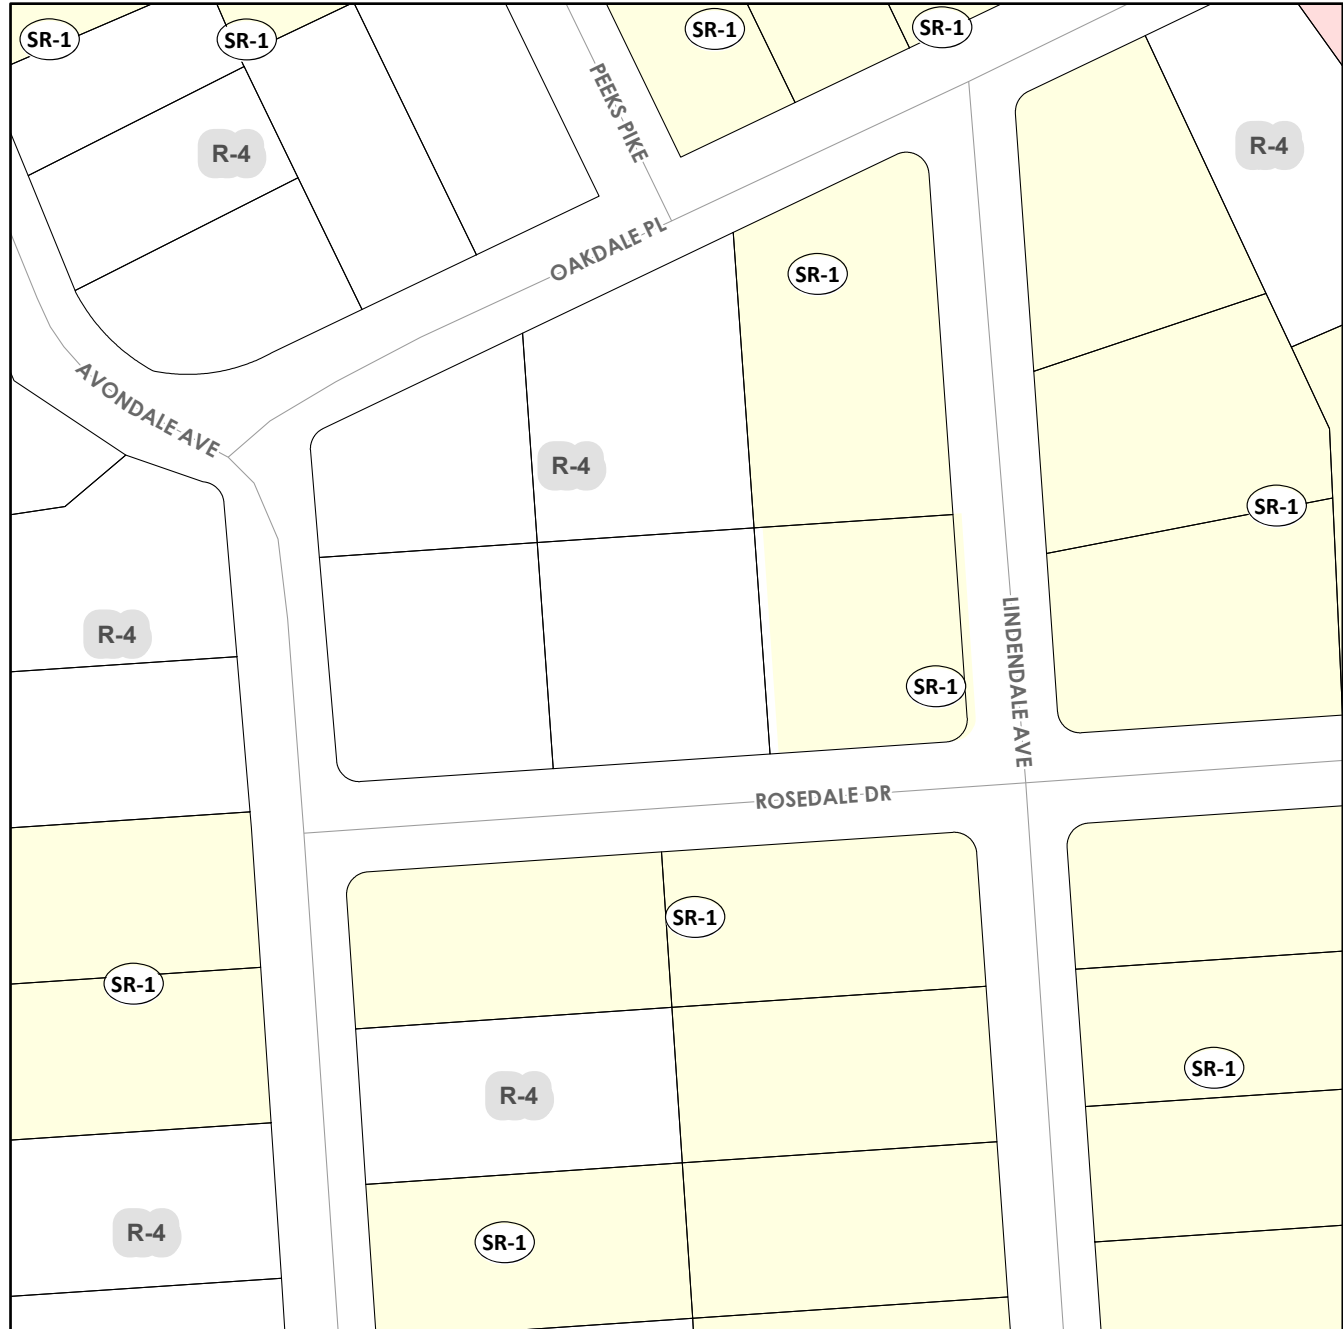 SR-1
SR-1
SR-1
SR-1
PEEKS PIKE
R-4
R-4
OAKDALE PL
SR-1
AVONDALE AVE
R-4
SR-1
R-4
LINDENDALE AVE
SR-1
ROSEDALE DR
SR-1
SR-1
SR-1
R-4
R-4
SR-1